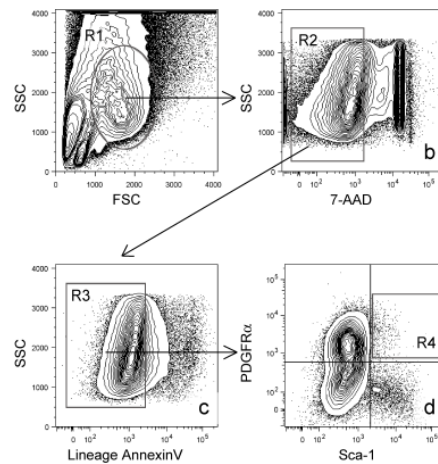 4000
3000
2000
1000
0
SSC
R1
0 1000 2000 3000 4000
FSC
4000
3000
2000
1000
0
SSC
R2
b
10² 10³ 10⁴ 10⁵
7-AAD
4000
3000
2000
1000
0
SSC
R3
c
0 10² 10³ 10⁴ 10⁵
Lineage AnnexinV
10⁵
10⁴
10³
10²
0
PDGFRα
R4
d
0 10² 10³ 10⁴ 10⁵
Sca-1